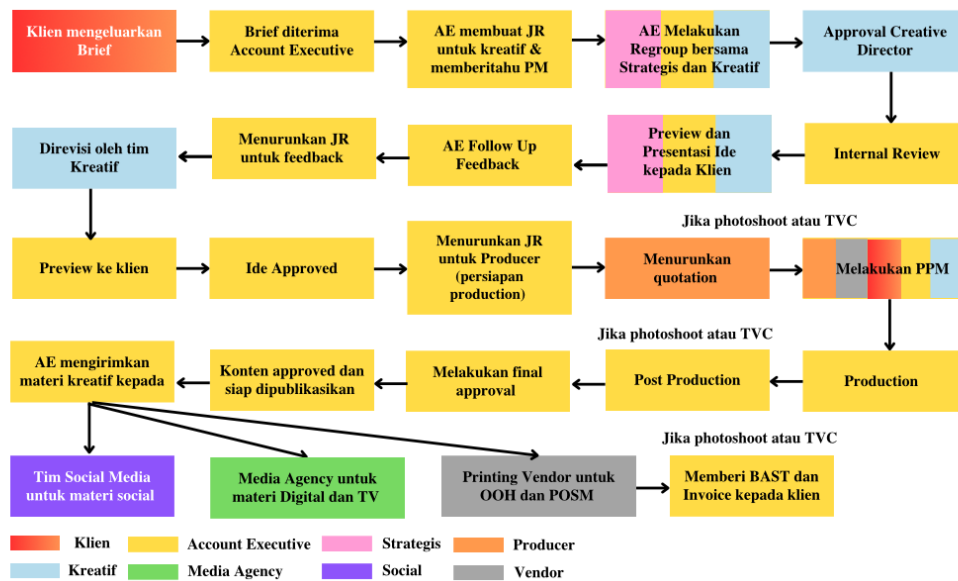 Klien mengeluarkan
Brief
Brief diterima
Account Executive
AE membuat JR
untuk kreatif &
memberitahu PM
AE Melakukan
Regroup bersama
Strategis dan Kreatif
Approval Creative
Director
Direvisi oleh tim
Kreatif
Menurunkan JR
untuk feedback
AE Follow Up
Feedback
Preview dan
Presentasi Ide
kepada Klien
Internal Review
Jika photoshoot atau TVC
Preview ke klien
Ide Approved
Menurunkan JR
untuk Producer
(persiapan
production)
Menurunkan
quotation
Melakukan PPM
Jika photoshoot atau TVC
AE mengirimkan
materi kreatif kepada
Konten approved dan
siap dipublikasikan
Melakukan final
approval
Post Production
Production
Jika photoshoot atau TVC
Tim Social Media
untuk materi social
Media Agency untuk
materi Digital dan TV
Printing Vendor untuk
OOH dan POSM
Memberi BAST dan
Invoice kepada klien
Klien
Account Executive
Strategis
Producer
Kreatif
Media Agency
Social
Vendor